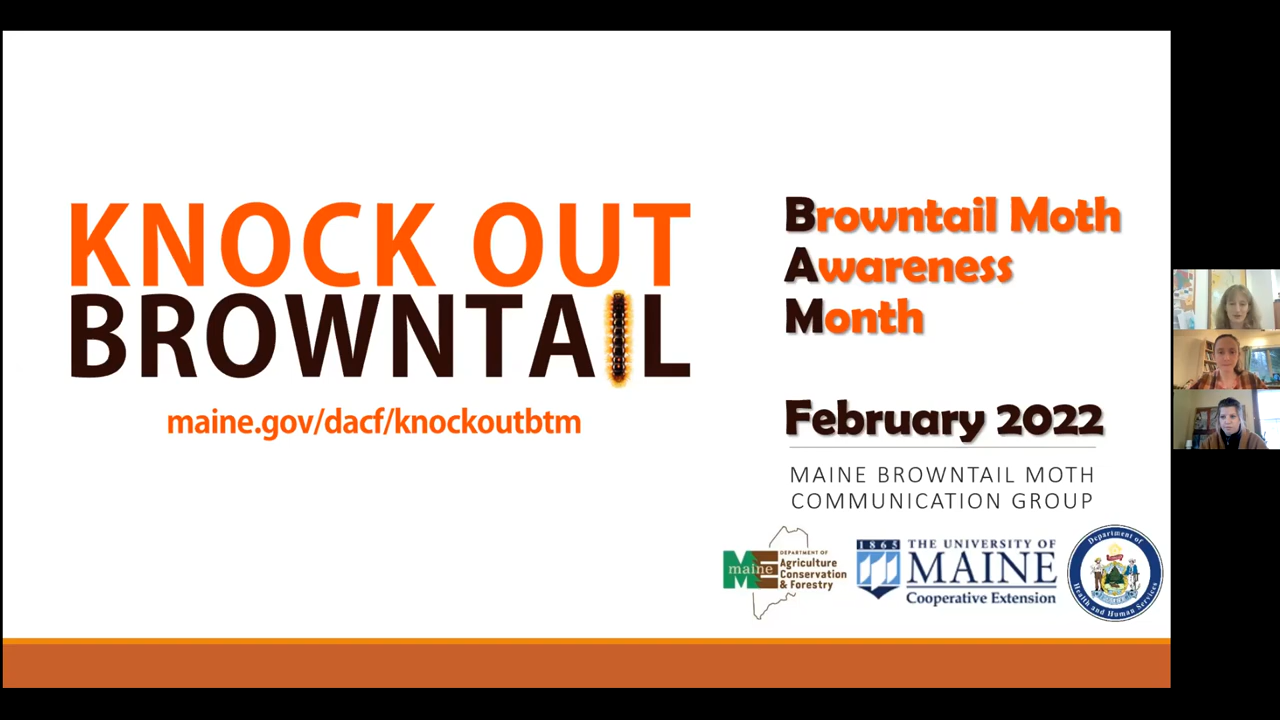 KNOCK OUT
BROWNTAIL
maine.gov/dacf/knockoutbtm
Browntail Moth
Awareness
Month
February 2022
MAINE BROWNTAIL MOTH
COMMUNICATION GROUP
DEPARTMENT OF
Agriculture
Conservation
& Forestry
maine
ME
1865 THE UNIVERSITY OF
MAINE
Cooperative Extension
Department of
Health and Human Services